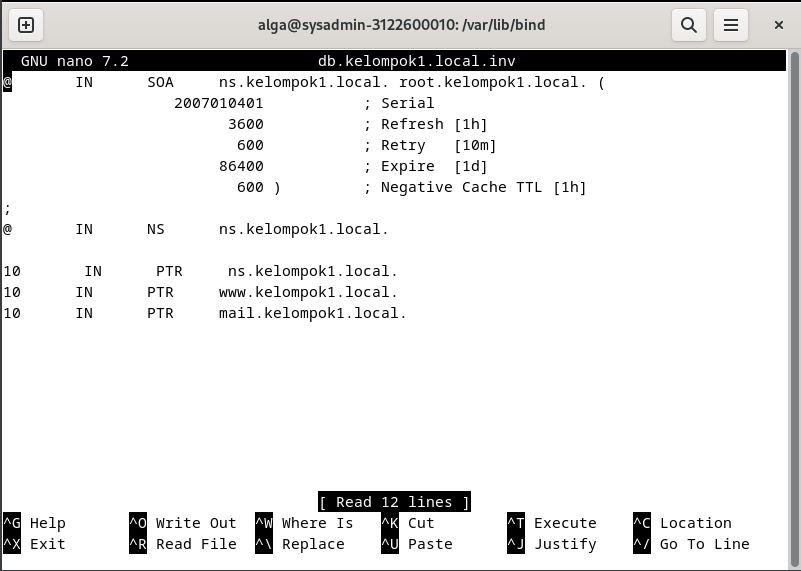 alga@sysadmin-3122600010: /var/lib/bind
GNU nano 7.2 db.kelompok1.local.inv
@ IN SOA ns.kelompok1.local. root.kelompok1.local. (
2007010401 ; Serial
3600 ; Refresh [1h]
600 ; Retry [10m]
86400 ; Expire [1d]
600 ) ; Negative Cache TTL [1h]
;
@ IN NS ns.kelompok1.local.
10 IN PTR ns.kelompok1.local.
10 IN PTR www.kelompok1.local.
10 IN PTR mail.kelompok1.local.
[ Read 12 lines ]
^G Help ^O Write Out ^W Where Is ^K Cut ^T Execute ^C Location
^X Exit ^R Read File ^\ Replace ^U Paste ^J Justify ^/ Go To Line